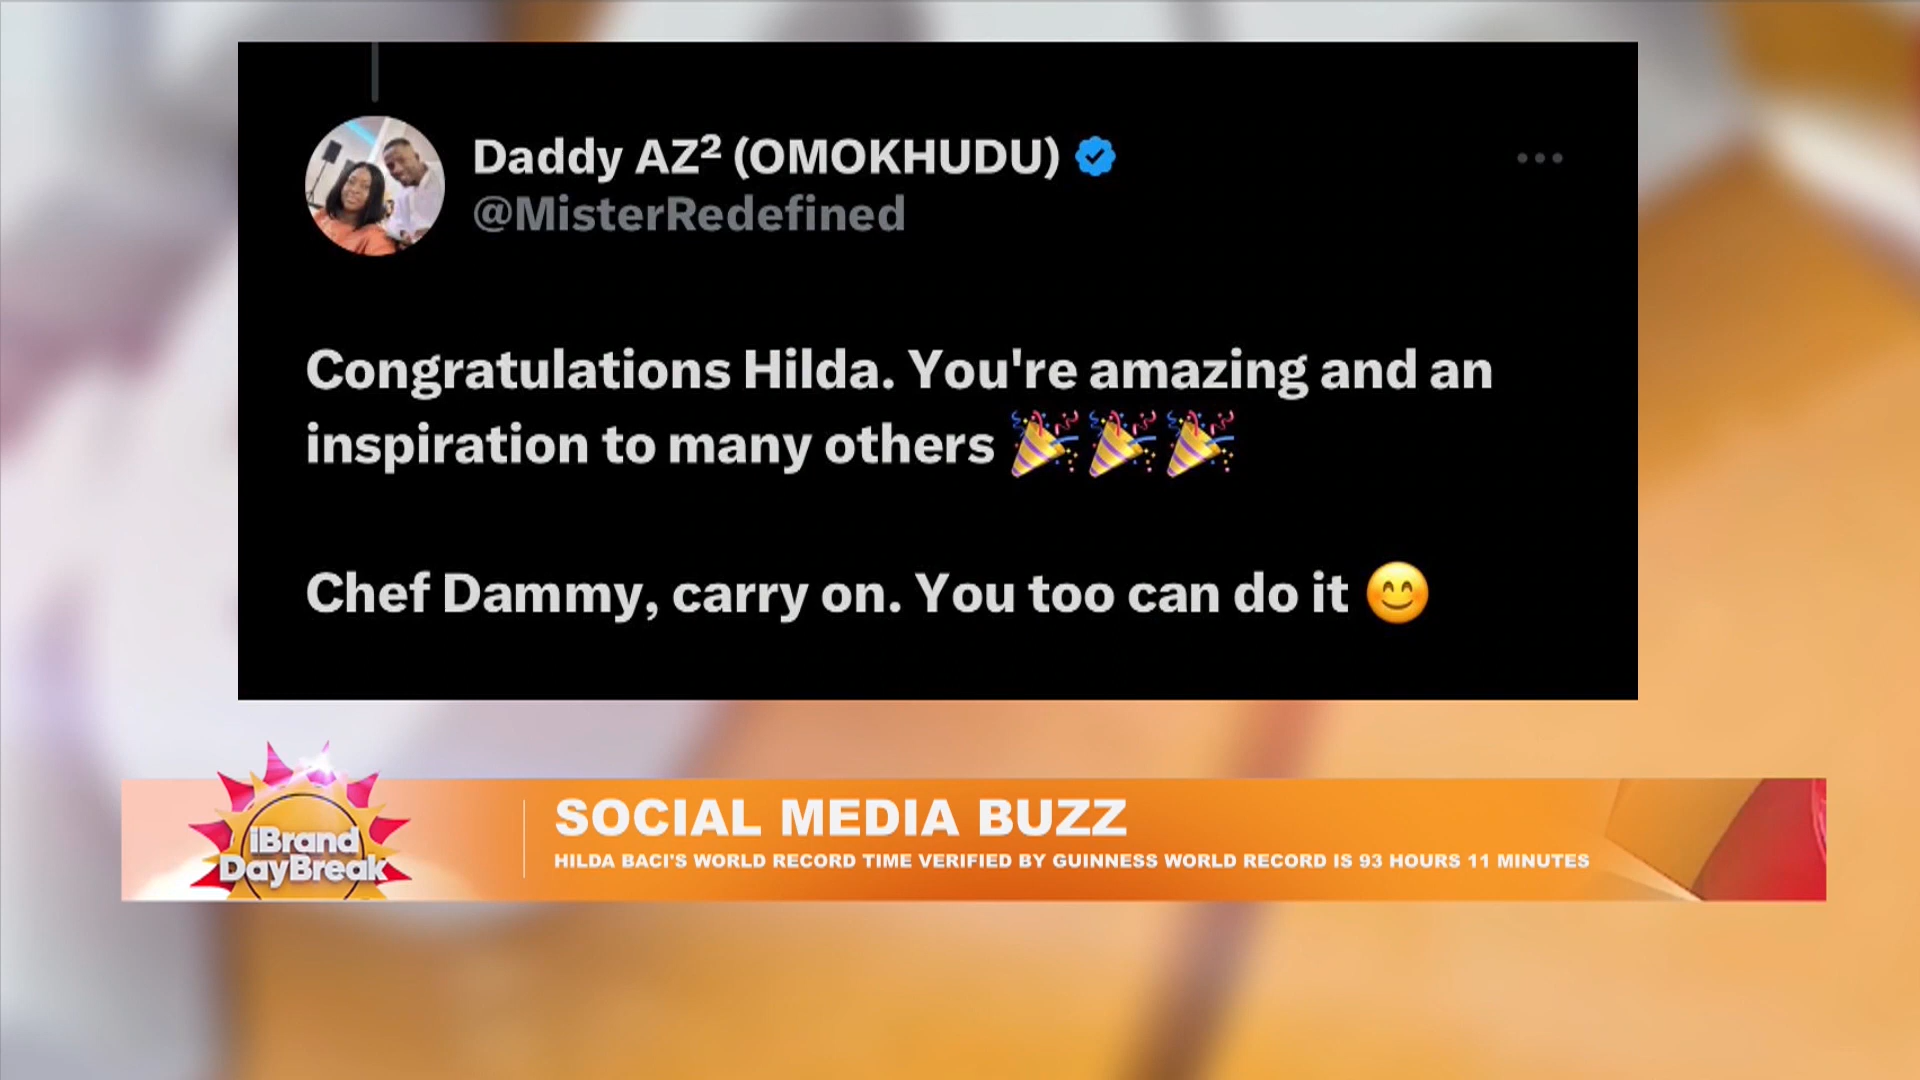 Daddy AZ² (OMOKHUDU)
@MisterRedefined
Congratulations Hilda. You're amazing and an
inspiration to many others 🎉🎉🎉
Chef Dammy, carry on. You too can do it 😊
iBrand
DayBreak
SOCIAL MEDIA BUZZ
HILDA BACI'S WORLD RECORD TIME VERIFIED BY GUINNESS WORLD RECORD IS 93 HOURS 11 MINUTES